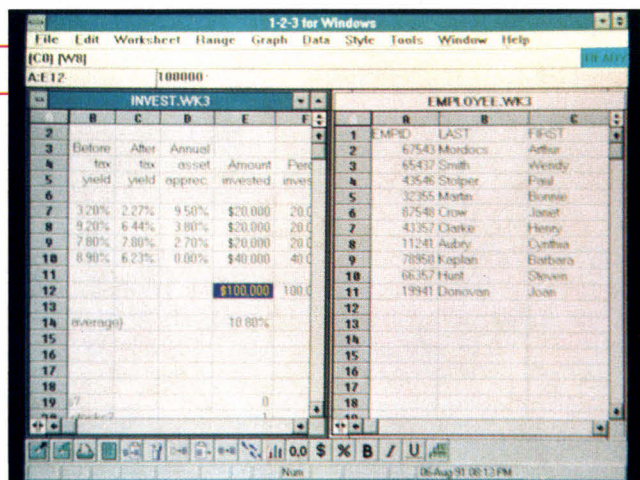 1-2-3 for Windows
File Edit Worksheet Range Graph Data Style Tools Window Help
[C0] [W8]
READY
A:E12
100000
INVEST.WK3
B C D E F
2
3 Before After Annual
4 tax tax asset Amount Perc
5 yield yield apprec. invested inves
6
7 3.20% 2.27% 9.50% $20,000 20.0
8 9.20% 6.44% 3.80% $20,000 20.0
9 7.80% 7.80% 2.70% $20,000 20.0
10 8.90% 6.23% 0.00% $40,000 40.0
11
12 $100,000 100.0
13
14 average) 10.80%
15
16
17
18
19 s? 0
EMPLOYEE.WK3
A B C
1 EMPID LAST FIRST
2 67543 Mordocs Arthur
3 65437 Smith Wendy
4 43546 Stolper Paul
5 32355 Martin Bonnie
6 87548 Crow Janet
7 43357 Clarke Henry
8 11241 Aubry Cynthia
9 78958 Kaplan Barbara
10 66357 Hunt Steven
11 19941 Donovan Joan
12
13
14
15
16
17
18
19
0.0 $ % B I U
Num
06-Aug-91 08:13 PM